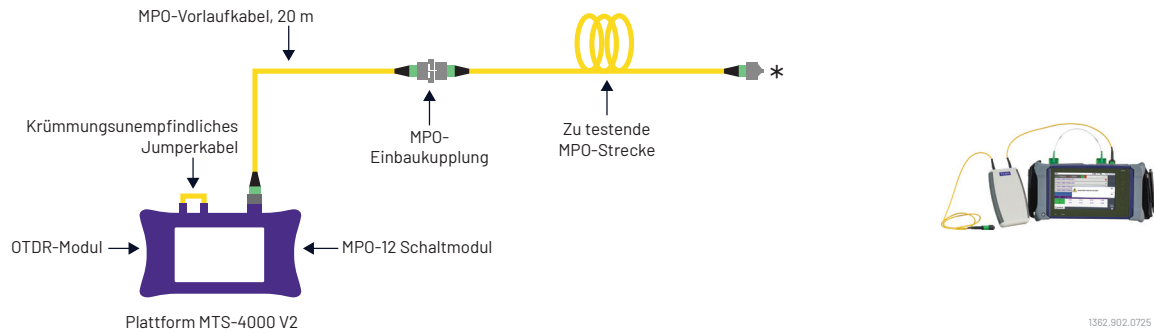 MPO-Vorlaufkabel, 20 m
Krümmungsunempfindliches
Jumperkabel
MPO-
Einbaukupplung
Zu testende
MPO-Strecke
*
OTDR-Modul
MPO-12 Schaltmodul
Plattform MTS-4000 V2
1362.902.0725